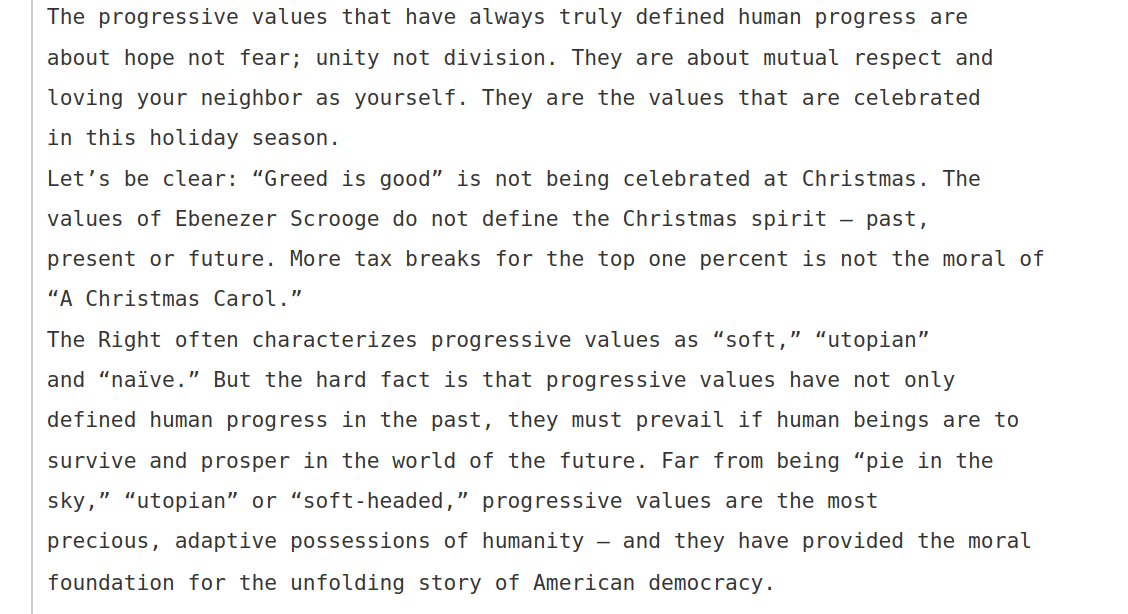 The progressive values that have always truly defined human progress are
about hope not fear; unity not division. They are about mutual respect and
loving your neighbor as yourself. They are the values that are celebrated
in this holiday season.
Let’s be clear: “Greed is good” is not being celebrated at Christmas. The
values of Ebenezer Scrooge do not define the Christmas spirit – past,
present or future. More tax breaks for the top one percent is not the moral of
“A Christmas Carol.”
The Right often characterizes progressive values as “soft,” “utopian”
and “naïve.” But the hard fact is that progressive values have not only
defined human progress in the past, they must prevail if human beings are to
survive and prosper in the world of the future. Far from being “pie in the
sky,” “utopian” or “soft-headed,” progressive values are the most
precious, adaptive possessions of humanity – and they have provided the moral
foundation for the unfolding story of American democracy.